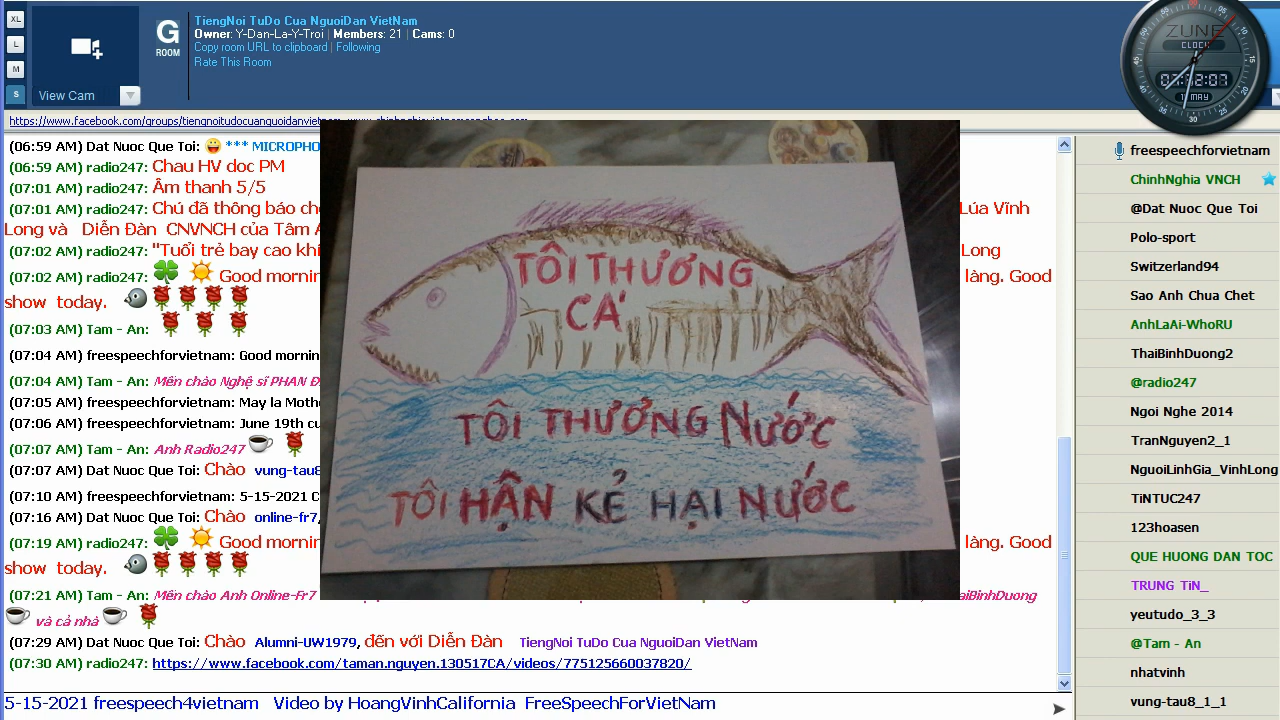 XL
L
M
S
View Cam
G
ROOM
TiengNoi TuDo Cua NguoiDan VietNam
Owner: Y-Dan-La-Y-Troi | Members: 21 | Cams: 0
Copy room URL to clipboard | Following
Rate This Room
ZUNE
CLOCK
07:52:07
15 MAY
(06:59 AM) Dat Nuoc Que Toi: *** MICROPHO
(06:59 AM) radio247: Chau HV doc PM
(07:01 AM) radio247: Âm thanh 5/5
(07:01 AM) radio247: Chú đã thông báo ch Lúa Vĩnh
Long và Diễn Đàn CNVNCH của Tâm A
(07:02 AM) radio247: "Tuổi trẻ bay cao khí Long
(07:02 AM) radio247: Good mornin làng. Good
show today.
(07:03 AM) Tam - An:
(07:04 AM) freespeechforvietnam: Good mornin
(07:04 AM) Tam - An: Mến chào Nghệ sĩ PHAN Đ
(07:05 AM) freespeechforvietnam: May la Moth
(07:06 AM) freespeechforvietnam: June 19th cu
(07:07 AM) Tam - An: Anh Radio247
(07:07 AM) Dat Nuoc Que Toi: Chào vung-tau8
(07:10 AM) freespeechforvietnam: 5-15-2021 C
(07:16 AM) Dat Nuoc Que Toi: Chào online-fr7,
(07:19 AM) radio247: Good mornin làng. Good
show today.
(07:21 AM) Tam - An: Mến chào Anh Online-Fr7 aiBinhDuong
và cả nhà
(07:29 AM) Dat Nuoc Que Toi: Chào Alumni-UW1979, đến với Diễn Đàn TiengNoi TuDo Cua NguoiDan VietNam
(07:30 AM) radio247: https://www.facebook.com/taman.nguyen.130517CA/videos/775125660037820/
TÔI THƯƠNG
CÁ
TÔI THƯƠNG NƯỚC
TÔI HẬN KẺ HẠI NƯỚC
freespeechforvietnam
ChinhNghia VNCH
@Dat Nuoc Que Toi
Polo-sport
Switzerland94
Sao Anh Chua Chet
AnhLaAi-WhoRU
ThaiBinhDuong2
@radio247
Ngoi Nghe 2014
TranNguyen2_1
NguoiLinhGia_VinhLong
TiNTUC247
123hoasen
QUE HUONG DAN TOC
TRUNG TiN_
yeutudo_3_3
@Tam - An
nhatvinh
vung-tau8_1_1
5-15-2021 freespeech4vietnam Video by HoangVinhCalifornia FreeSpeechForVietNam